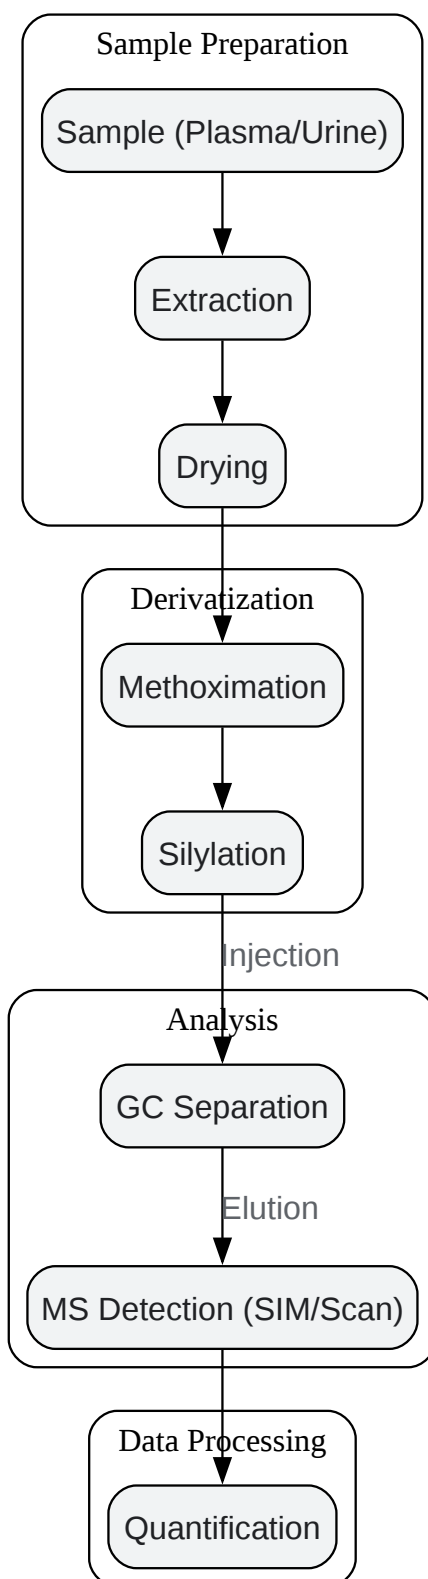 Sample Preparation
Sample (Plasma/Urine)
Extraction
Drying
Derivatization
Methoximation
Silylation
Injection
Analysis
GC Separation
Elution
MS Detection (SIM/Scan)
Data Processing
Quantification